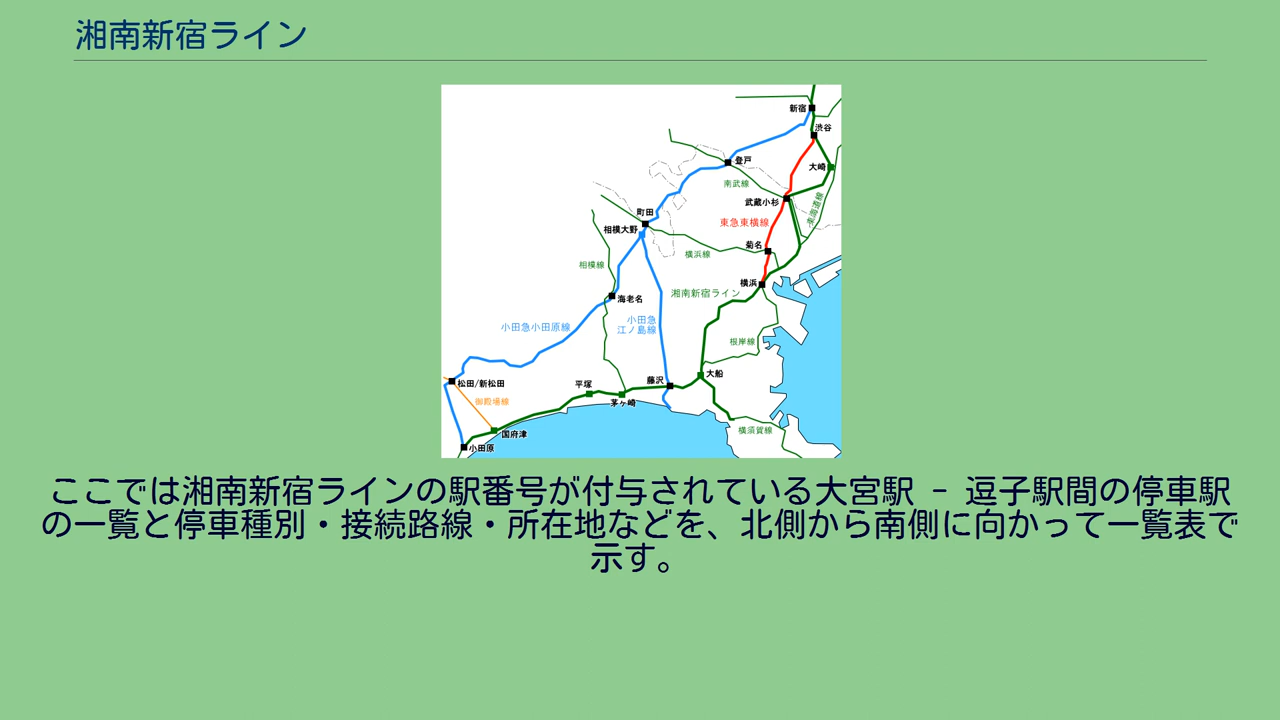 湘南新宿ライン
新宿
渋谷
登戸
大崎
南武線
武蔵小杉
東海道線
町田
東急東横線
相模大野
菊名
横浜線
相模線
横浜
湘南新宿ライン
海老名
小田急小田原線
小田急
江ノ島線
根岸線
大船
松田/新松田
平塚
藤沢
御殿場線
茅ヶ崎
国府津
横須賀線
小田原
ここでは湘南新宿ラインの駅番号が付与されている大宮駅 - 逗子駅間の停車駅
の一覧と停車種別・接続路線・所在地などを、北側から南側に向かって一覧表で
示す。